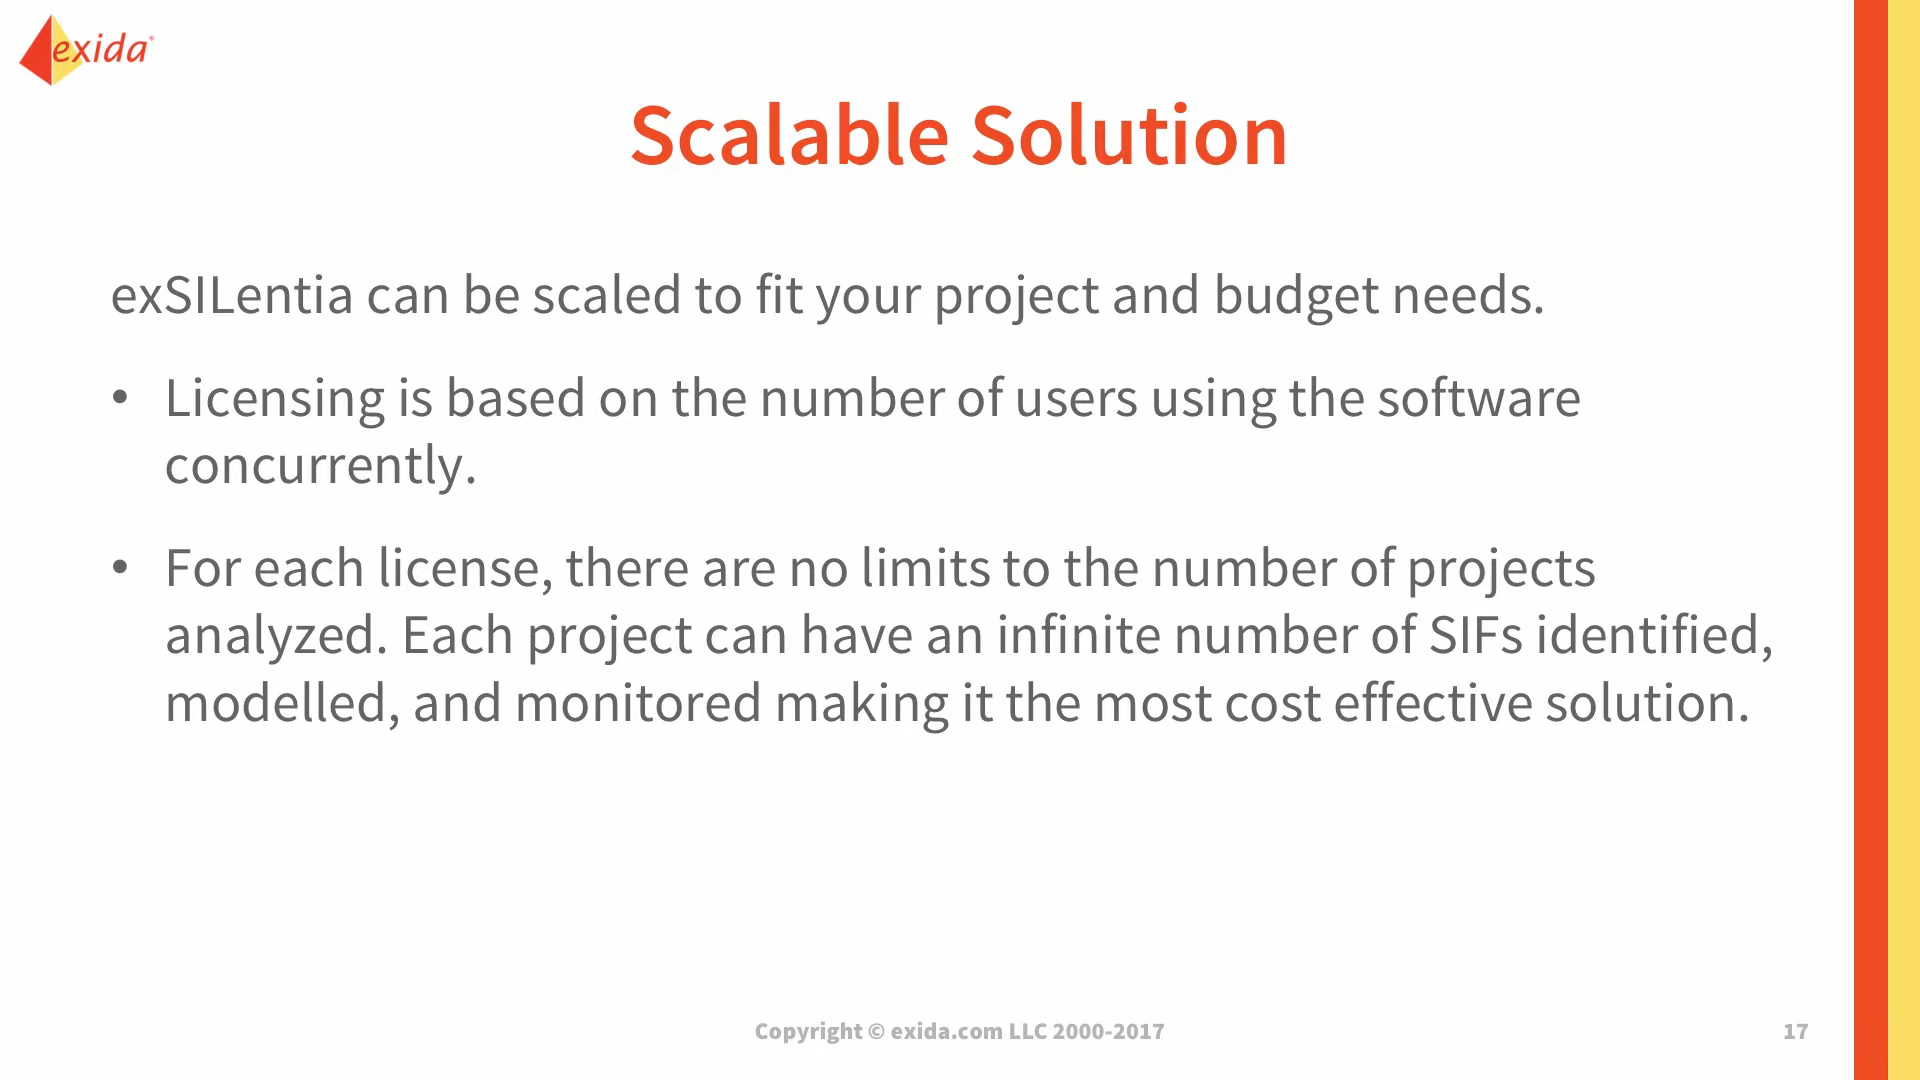 exida®
Scalable Solution
exSILentia can be scaled to fit your project and budget needs.
• Licensing is based on the number of users using the software
concurrently.
• For each license, there are no limits to the number of projects
analyzed. Each project can have an infinite number of SIFs identified,
modelled, and monitored making it the most cost effective solution.
Copyright © exida.com LLC 2000-2017
17